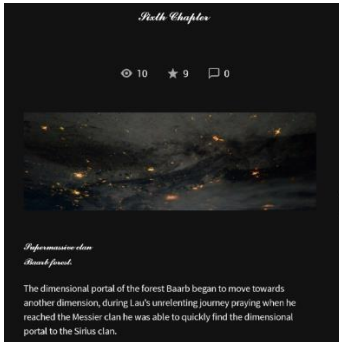 Sixth Chapter
10 9 0
Supermassive clan
Baarb forest.
The dimensional portal of the forest Baarb began to move towards
another dimension, during Lau's unrelenting journey praying when he
reached the Messier clan he was able to quickly find the dimensional
portal to the Sirius clan.